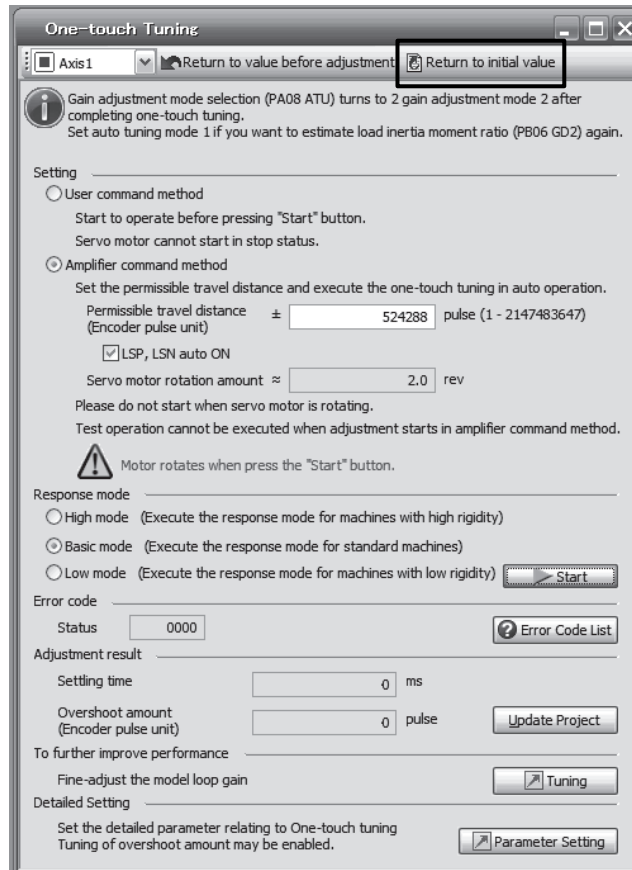 One-touch Tuning
Axis1 Return to value before adjustment Return to initial value
Gain adjustment mode selection (PA08 ATU) turns to 2 gain adjustment mode 2 after
completing one-touch tuning.
Set auto tuning mode 1 if you want to estimate load inertia moment ratio (PB06 GD2) again.
Setting
User command method
Start to operate before pressing "Start" button.
Servo motor cannot start in stop status.
Amplifier command method
Set the permissible travel distance and execute the one-touch tuning in auto operation.
Permissible travel distance
(Encoder pulse unit) ± 524288 pulse (1 - 2147483647)
LSP, LSN auto ON
Servo motor rotation amount ≈ 2.0 rev
Please do not start when servo motor is rotating.
Test operation cannot be executed when adjustment starts in amplifier command method.
Motor rotates when press the "Start" button.
Response mode
High mode (Execute the response mode for machines with high rigidity)
Basic mode (Execute the response mode for standard machines)
Low mode (Execute the response mode for machines with low rigidity) Start
Error code
Status 0000 Error Code List
Adjustment result
Settling time 0 ms
Overshoot amount
(Encoder pulse unit) 0 pulse Update Project
To further improve performance
Fine-adjust the model loop gain Tuning
Detailed Setting
Set the detailed parameter relating to One-touch tuning
Tuning of overshoot amount may be enabled. Parameter Setting